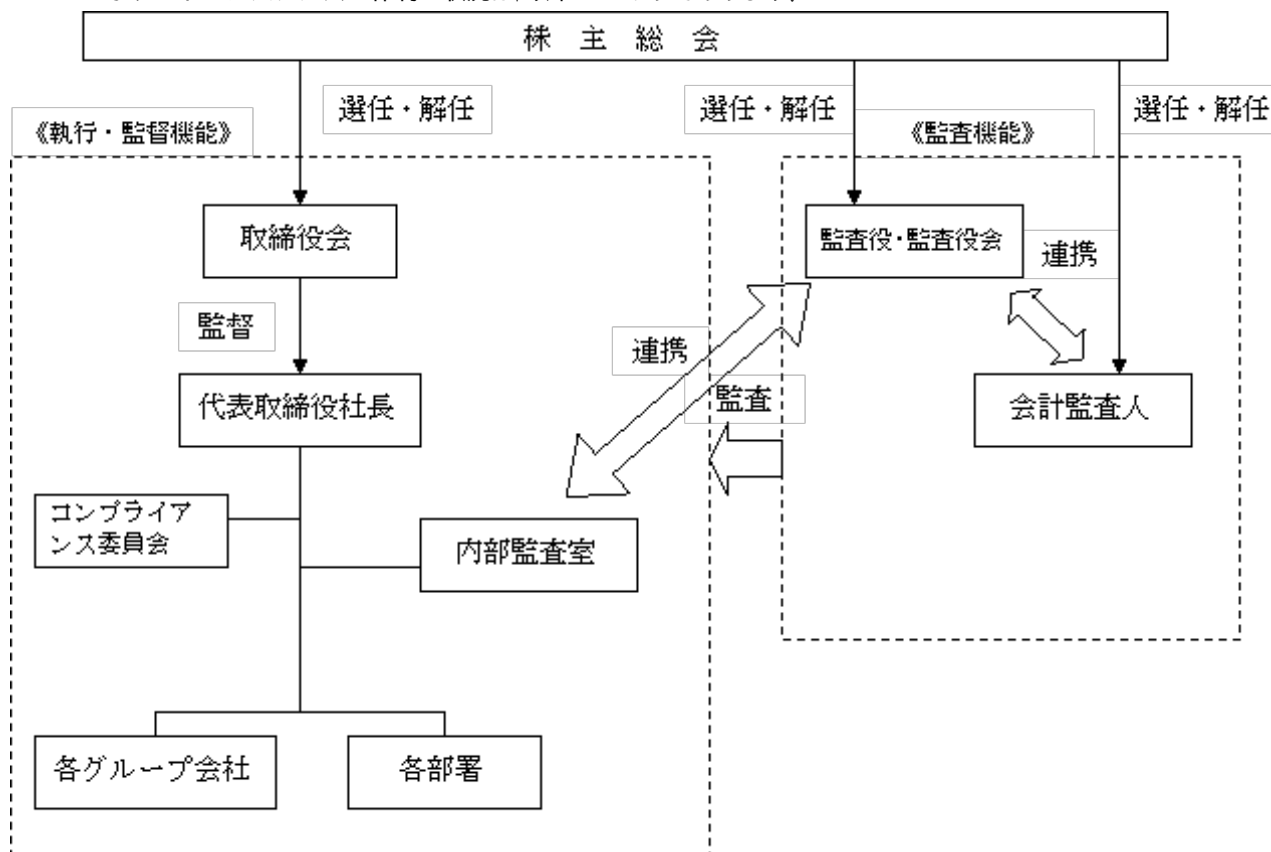 株 主 総 会
選任・解任
選任・解任
選任・解任
《執行・監督機能》
《監査機能》
取締役会
監査役・監査役会
連携
監督
連携
代表取締役社長
監査
会計監査人
コンプライア
ンス委員会
内部監査室
各グループ会社
各部署